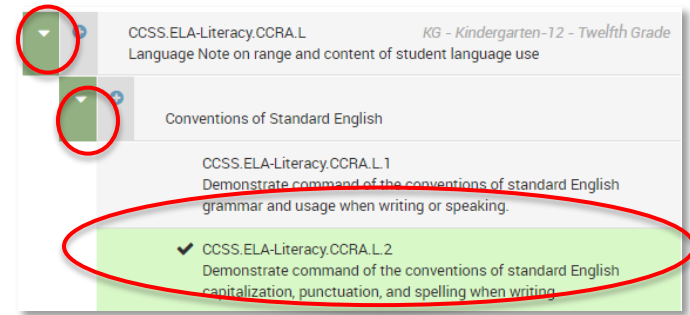 CCSS.ELA-Literacy.CCRA.L KG - Kindergarten-12 - Twelfth Grade
Language Note on range and content of student language use
Conventions of Standard English
CCSS.ELA-Literacy.CCRA.L.1
Demonstrate command of the conventions of standard English
grammar and usage when writing or speaking.
CCSS.ELA-Literacy.CCRA.L.2
Demonstrate command of the conventions of standard English
capitalization, punctuation, and spelling when writing.